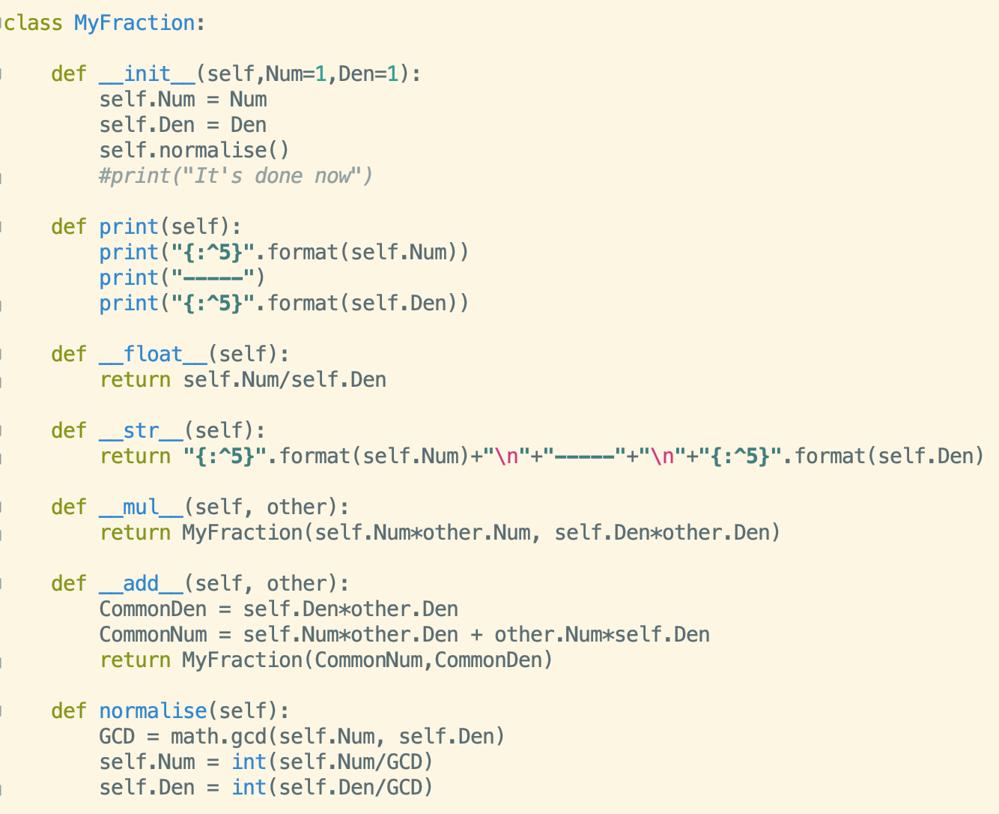 class MyFraction:
    def __init__(self,Num=1,Den=1):
        self.Num = Num
        self.Den = Den
        self.normalise()
        #print("It's done now")
    def print(self):
        print("{:^5}".format(self.Num))
        print("-----")
        print("{:^5}".format(self.Den))
    def __float__(self):
        return self.Num/self.Den
    def __str__(self):
        return "{:^5}".format(self.Num)+"\n"+"-----"+"\n"+"{:^5}".format(self.Den)
    def __mul__(self, other):
        return MyFraction(self.Num*other.Num, self.Den*other.Den)
    def __add__(self, other):
        CommonDen = self.Den*other.Den
        CommonNum = self.Num*other.Den + other.Num*self.Den
        return MyFraction(CommonNum,CommonDen)
    def normalise(self):
        GCD = math.gcd(self.Num, self.Den)
        self.Num = int(self.Num/GCD)
        self.Den = int(self.Den/GCD)